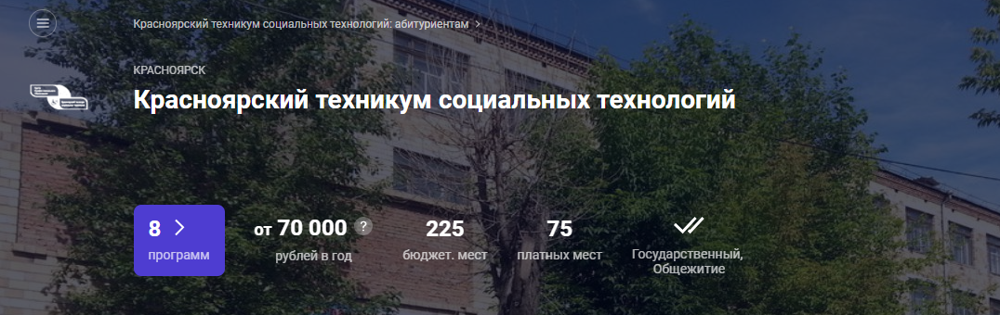 Красноярский техникум социальных технологий: абитуриентам
КРАСНОЯРСК
Красноярский техникум социальных технологий
8
программ
от 70 000 ?
рублей в год
225
бюджет. мест
75
платных мест
Государственный,
Общежитие